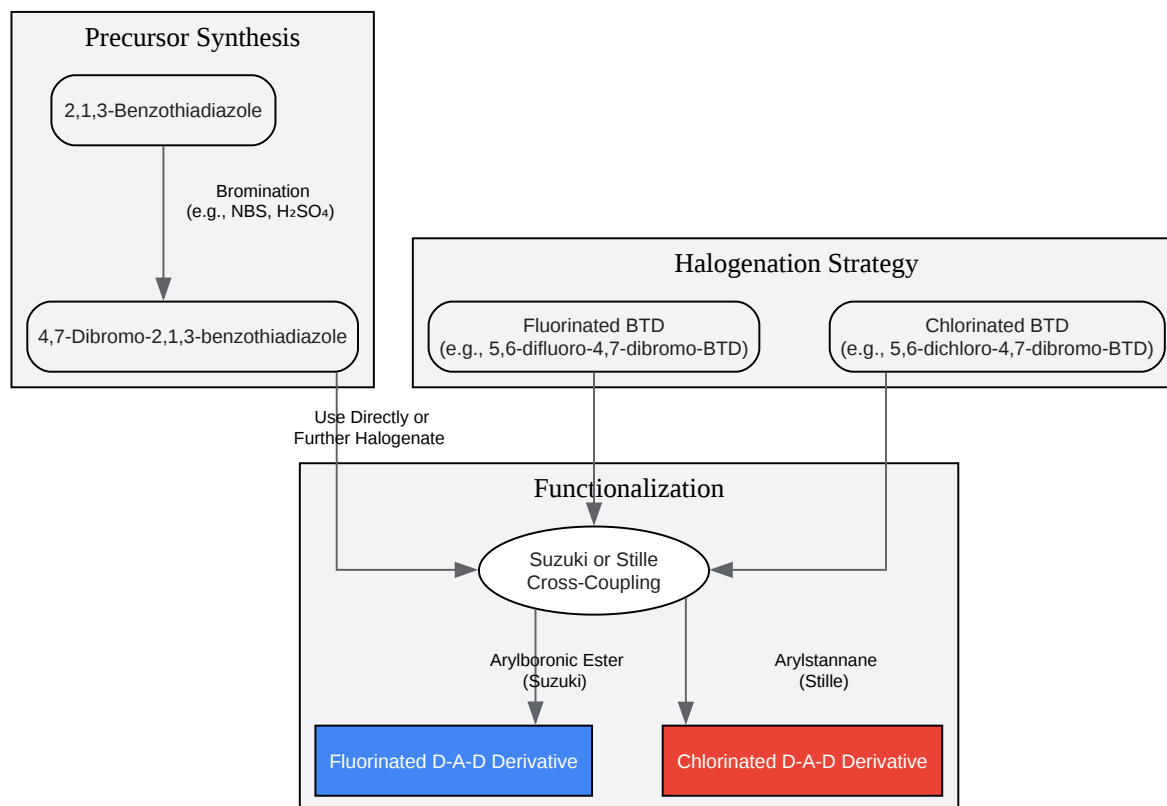 Precursor Synthesis
2,1,3-Benzothiadiazole
Bromination
(e.g., NBS, H₂SO₄)
4,7-Dibromo-2,1,3-benzothiadiazole
Halogenation Strategy
Fluorinated BTD
(e.g., 5,6-difluoro-4,7-dibromo-BTD)
Chlorinated BTD
(e.g., 5,6-dichloro-4,7-dibromo-BTD)
Use Directly or
Further Halogenate
Functionalization
Suzuki or Stille
Cross-Coupling
Arylboronic Ester
(Suzuki)
Arylstannane
(Stille)
Fluorinated D-A-D Derivative
Chlorinated D-A-D Derivative